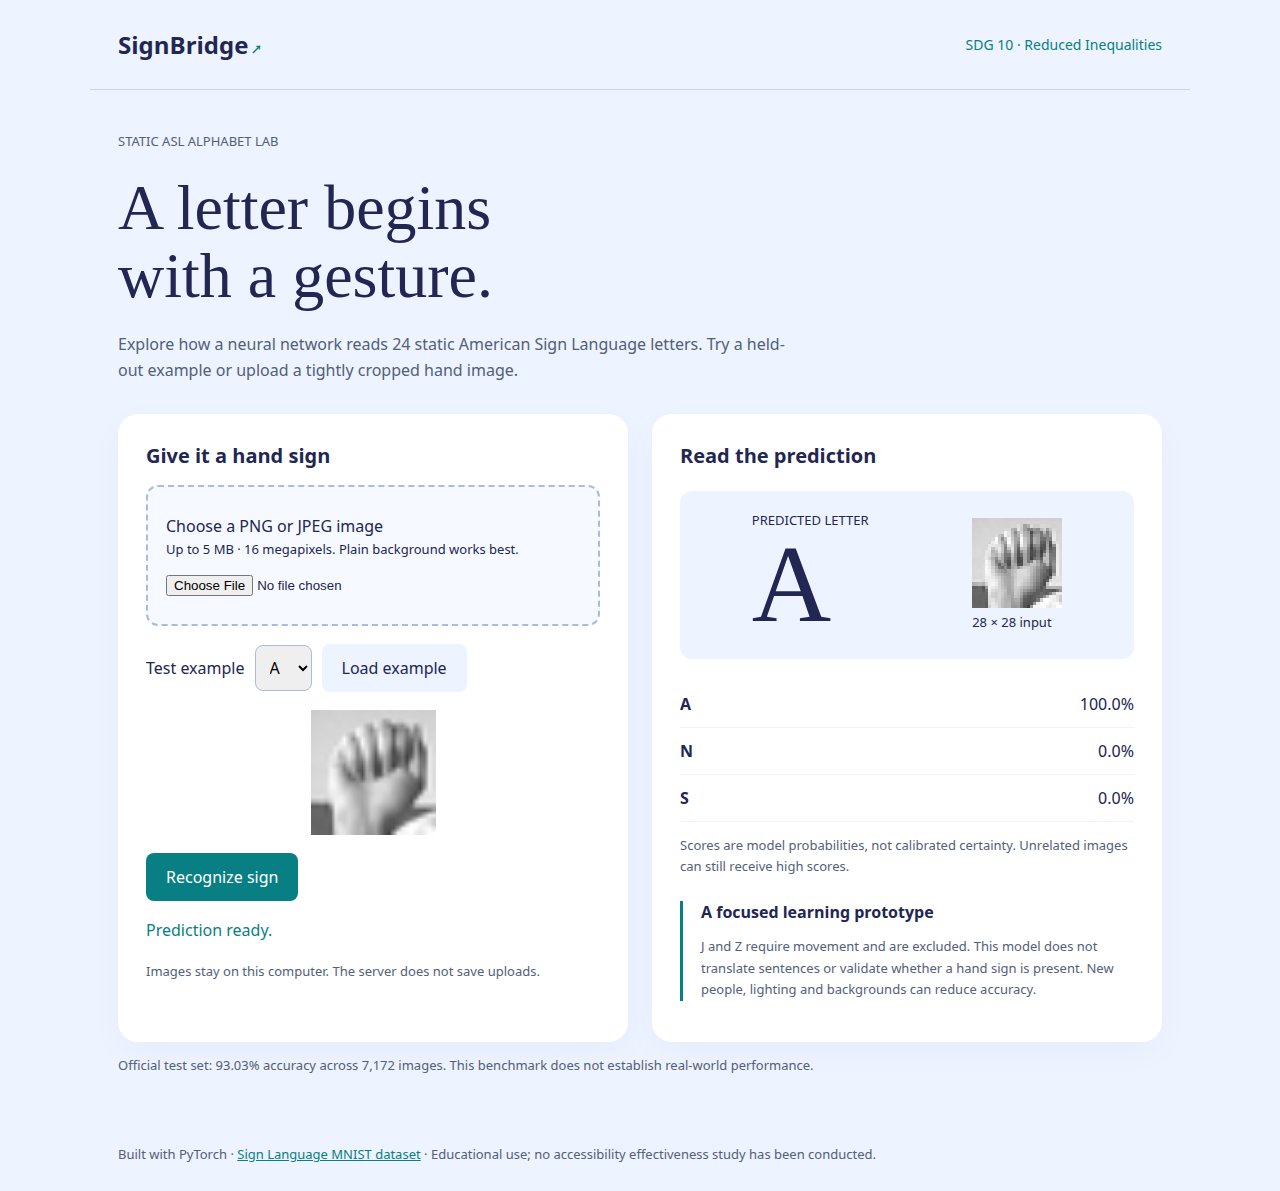 SignBridge↗
SDG 10 · Reduced Inequalities
STATIC ASL ALPHABET LAB
A letter begins
with a gesture.
Explore how a neural network reads 24 static American Sign Language letters. Try a held-
out example or upload a tightly cropped hand image.
Give it a hand sign
Choose a PNG or JPEG image
Up to 5 MB · 16 megapixels. Plain background works best.
Choose File No file chosen
Test example A Load example
Recognize sign
Prediction ready.
Images stay on this computer. The server does not save uploads.
Read the prediction
PREDICTED LETTER
A
28 × 28 input
A 100.0%
N 0.0%
S 0.0%
Scores are model probabilities, not calibrated certainty. Unrelated images
can still receive high scores.
A focused learning prototype
J and Z require movement and are excluded. This model does not
translate sentences or validate whether a hand sign is present. New
people, lighting and backgrounds can reduce accuracy.
Official test set: 93.03% accuracy across 7,172 images. This benchmark does not establish real-world performance.
Built with PyTorch · Sign Language MNIST dataset · Educational use; no accessibility effectiveness study has been conducted.